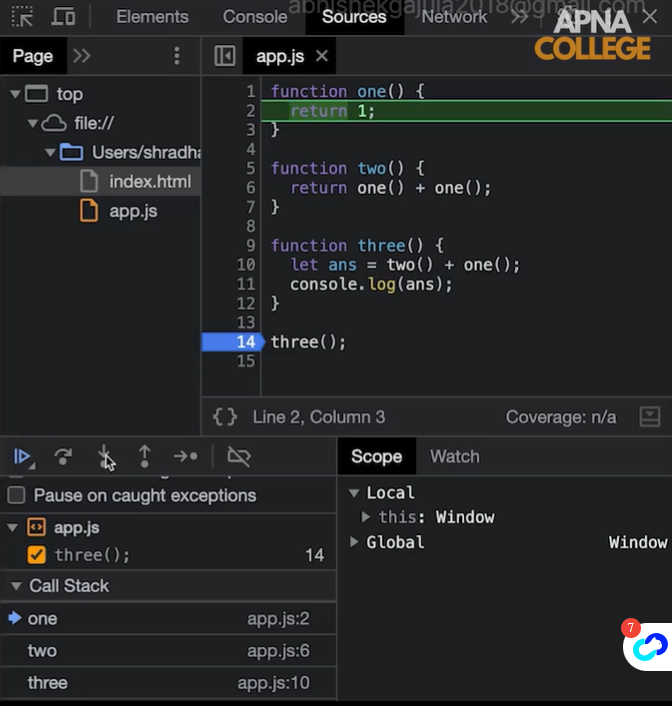 Elements Console Sources Network
abhishekgajjila2018@gmail.com
APNA
COLLEGE
Page
app.js
top
file://
Users/shradha
index.html
app.js
1 function one() {
2 return 1;
3 }
4
5 function two() {
6 return one() + one();
7 }
8
9 function three() {
10 let ans = two() + one();
11 console.log(ans);
12 }
13
14 three();
15
{} Line 2, Column 3 Coverage: n/a
Scope Watch
Pause on caught exceptions
app.js
three(); 14
Call Stack
one app.js:2
two app.js:6
three app.js:10
Local
this: Window
Global Window
7